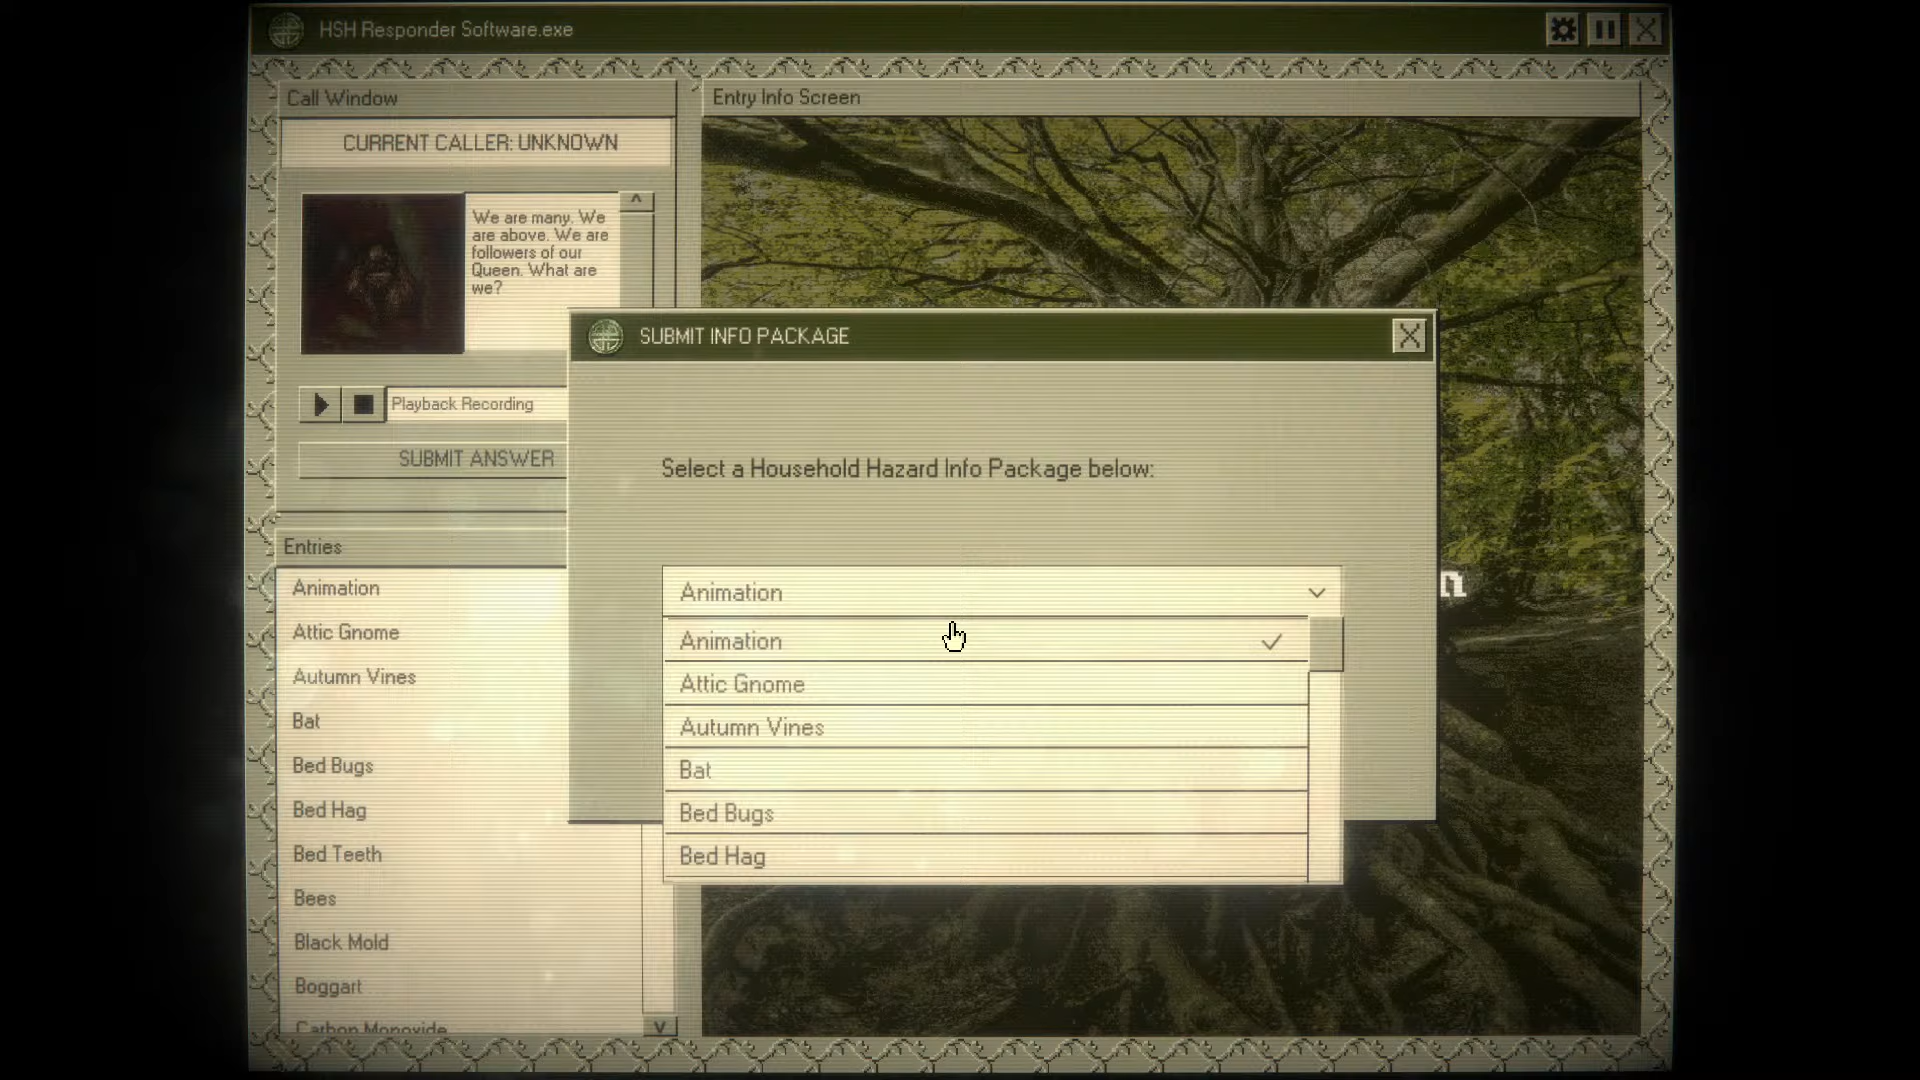 HSH Responder Software.exe
Call Window
CURRENT CALLER: UNKNOWN
We are many. We
are above. We are
followers of our
Queen. What are
we?
Playback Recording
SUBMIT ANSWER
Entries
Animation
Attic Gnome
Autumn Vines
Bat
Bed Bugs
Bed Hag
Bed Teeth
Bees
Black Mold
Boggart
Carbon Monoxide
Entry Info Screen
SUBMIT INFO PACKAGE
Select a Household Hazard Info Package below:
Animation
Animation
Attic Gnome
Autumn Vines
Bat
Bed Bugs
Bed Hag
n